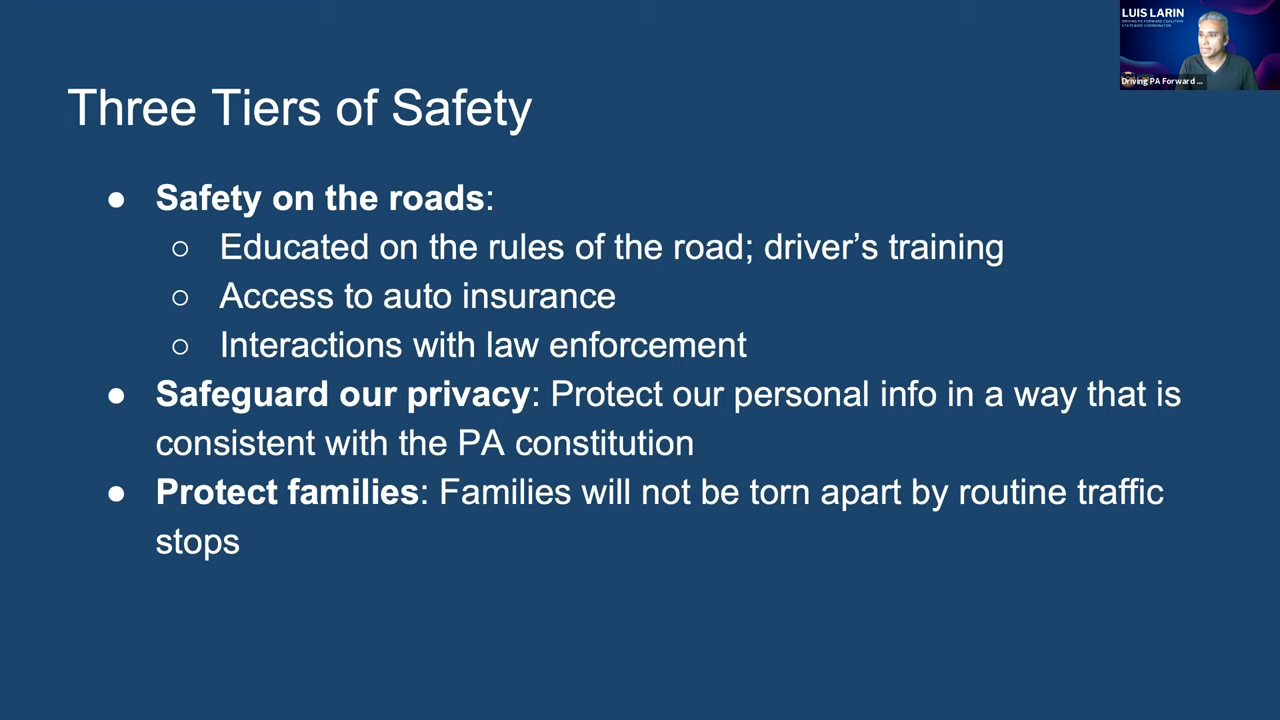 LUIS LARIN
DRIVING PA FORWARD COALITION
STATEWIDE COORDINATOR
Driving PA Forward ...
Three Tiers of Safety
● Safety on the roads:
○ Educated on the rules of the road; driver’s training
○ Access to auto insurance
○ Interactions with law enforcement
● Safeguard our privacy: Protect our personal info in a way that is
consistent with the PA constitution
● Protect families: Families will not be torn apart by routine traffic
stops